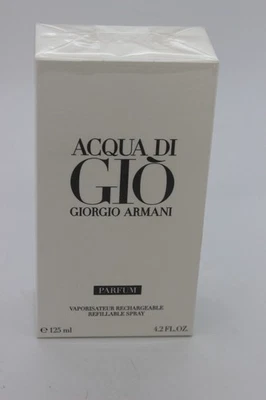 ACQUA DI
GIÒ
GIORGIO ARMANI
PARFUM
VAPORISATEUR RECHARGEABLE
REFILLABLE SPRAY
℮ 125 ml 4.2 FL.OZ.